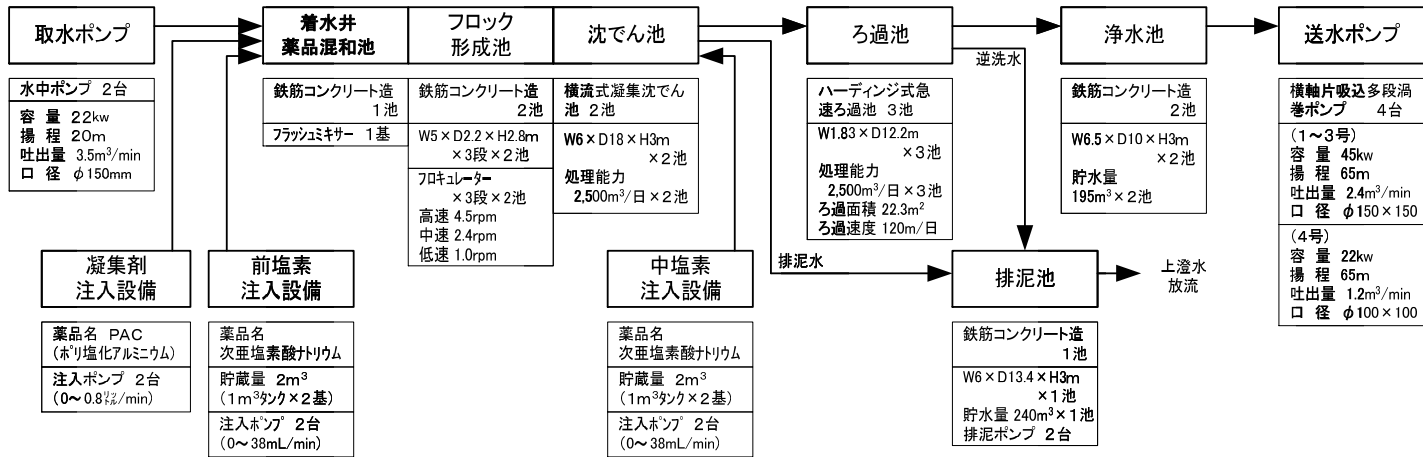 取水ポンプ
水中ポンプ 2台
容 量 22kw
揚 程 20m
吐出量 3.5m³/min
口 径 φ150mm
着水井
薬品混和池
鉄筋コンクリート造
1池
フラッシュミキサー 1基
フロック
形成池
鉄筋コンクリート造
2池
W5×D2.2×H2.8m
×3段×2池
フロキュレーター
×3段×2池
高速 4.5rpm
中速 2.4rpm
低速 1.0rpm
沈でん池
横流式凝集沈でん
池 2池
W6×D18×H3m
×2池
処理能力
2,500m³/日×2池
ろ過池
ハーディンジ式急
速ろ過池 3池
W1.83×D12.2m
×3池
処理能力
2,500m³/日×3池
ろ過面積 22.3m²
ろ過速度 120m/日
逆洗水
浄水池
鉄筋コンクリート造
2池
W6.5×D10×H3m
×2池
貯水量
195m³×2池
送水ポンプ
横軸片吸込多段渦
巻ポンプ 4台
(1～3号)
容 量 45kw
揚 程 65m
吐出量 2.4m³/min
口 径 φ150×150
(4号)
容 量 22kw
揚 程 65m
吐出量 1.2m³/min
口 径 φ100×100
凝集剤
注入設備
薬品名 PAC
(ポリ塩化アルミニウム)
注入ポンプ 2台
(0～0.8㍑/min)
前塩素
注入設備
薬品名
次亜塩素酸ナトリウム
貯蔵量 2m³
(1m³タンク×2基)
注入ポンプ 2台
(0～38mL/min)
中塩素
注入設備
薬品名
次亜塩素酸ナトリウム
貯蔵量 2m³
(1m³タンク×2基)
注入ポンプ 2台
(0～38mL/min)
排泥水
排泥池
鉄筋コンクリート造
1池
W6×D13.4×H3m
×1池
貯水量 240m³×1池
排泥ポンプ 2台
上澄水
放流